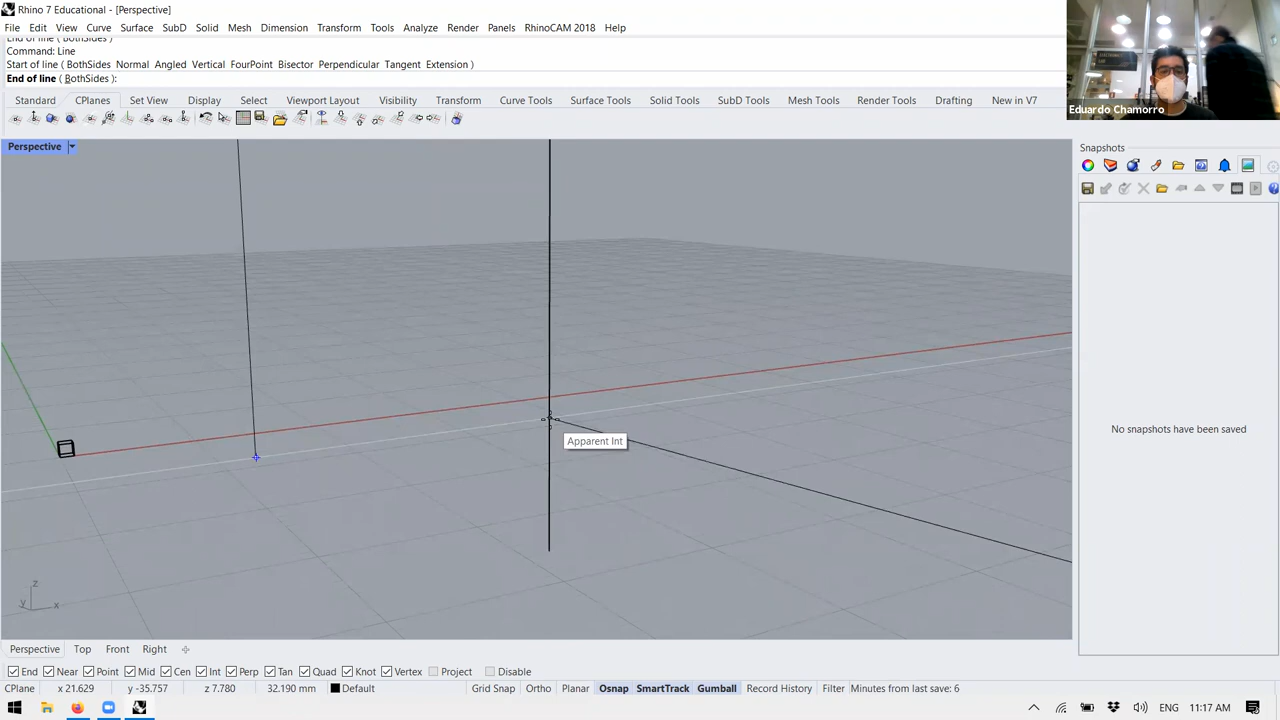 Rhino 7 Educational - [Perspective]
File Edit View Curve Surface SubD Solid Mesh Dimension Transform Tools Analyze Render Panels RhinoCAM 2018 Help
End of line ( BothSides )
Command: Line
Start of line ( BothSides Normal Angled Vertical FourPoint Bisector Perpendicular Tangent Extension )
End of line ( BothSides ):
Standard CPlanes Set View Display Select Viewport Layout Visibility Transform Curve Tools Surface Tools Solid Tools SubD Tools Mesh Tools Render Tools Drafting New in V7
Eduardo Chamorro
Perspective
Snapshots
No snapshots have been saved
Apparent Int
z
y x
Perspective Top Front Right
End Near Point Mid Cen Int Perp Tan Quad Knot Vertex Project Disable
CPlane x 21.629 y -35.757 z 7.780 32.190 mm Default Grid Snap Ortho Planar Osnap SmartTrack Gumball Record History Filter Minutes from last save: 6
ENG 11:17 AM